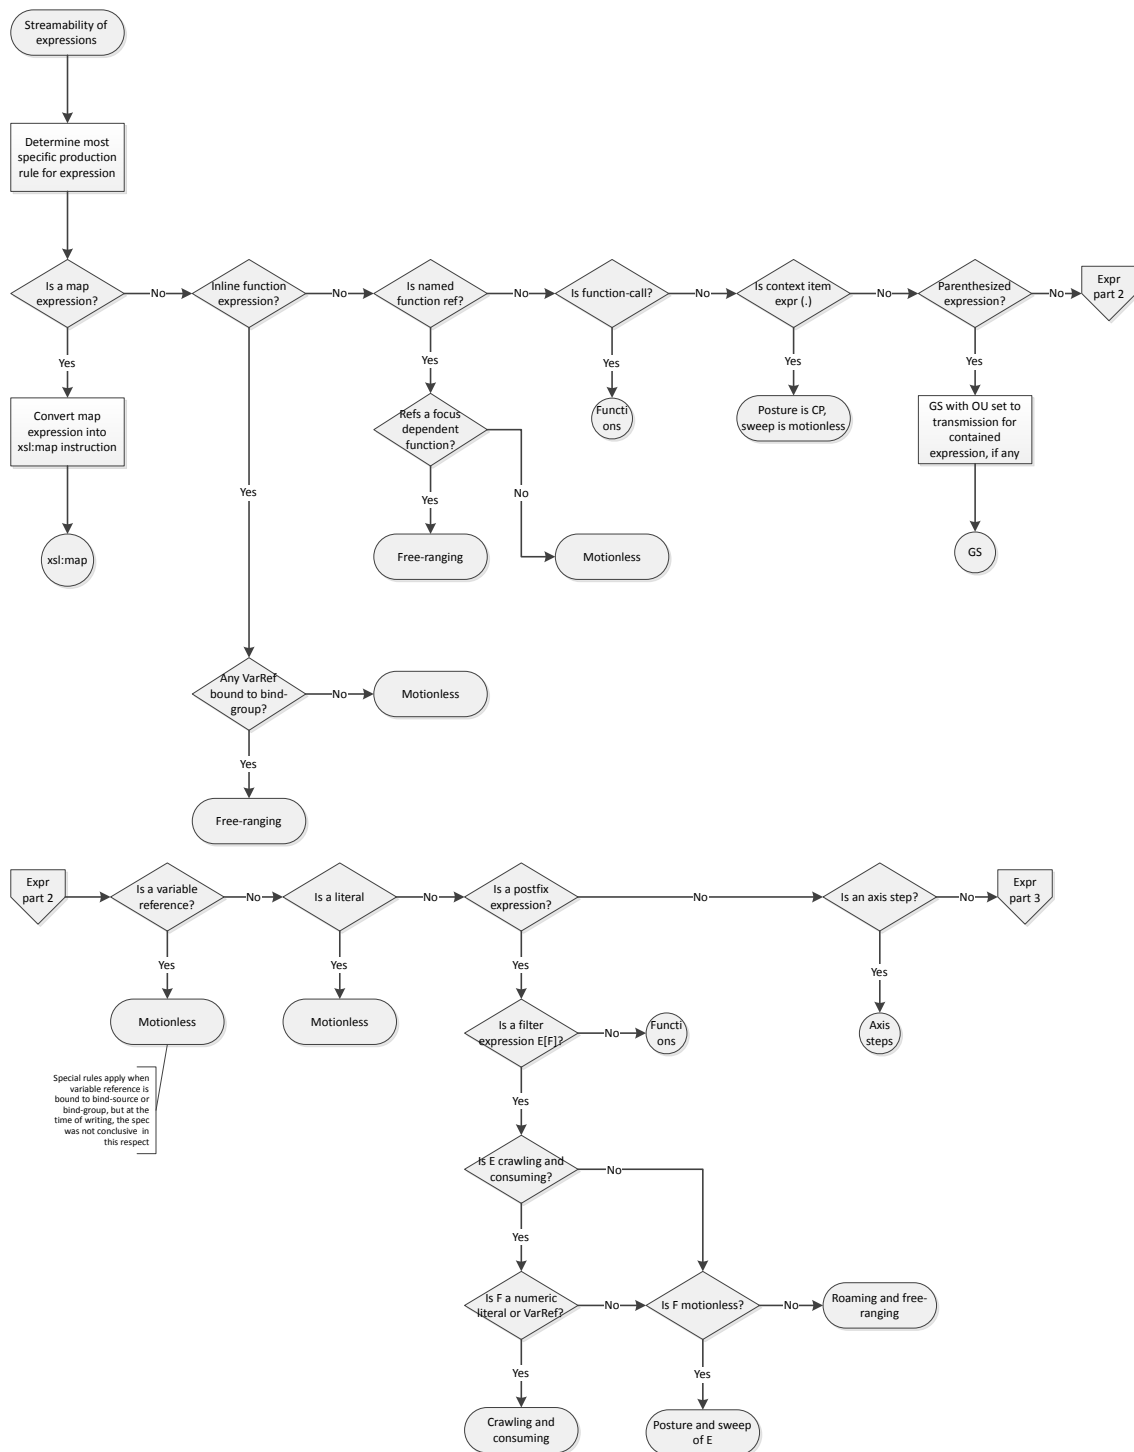 Streamability of
expressions
Determine most
specific production
rule for expression
Is a map
expression?
No
Inline function
expression?
No
Is named
function ref?
No
Is function-call?
No
Is context item
expr (.)
No
Parenthesized
expression?
No
Expr
part 2
Yes
Convert map
expression into
xsl:map instruction
xsl:map
Yes
Yes
Refs a focus
dependent
function?
Yes
No
Free-ranging
Motionless
Yes
Functi
ons
Yes
Posture is CP,
sweep is motionless
Yes
GS with OU set to
transmission for
contained
expression, if any
GS
Any VarRef
bound to bind-
group?
No
Motionless
Yes
Free-ranging
Expr
part 2
Is a variable
reference?
No
Is a literal
No
Is a postfix
expression?
No
Is an axis step?
No
Expr
part 3
Yes
Motionless
Special rules apply when
variable reference is
bound to bind-source or
bind-group, but at the
time of writing, the spec
was not conclusive in
this respect
Yes
Motionless
Yes
Is a filter
expression E[F]?
No
Functi
ons
Yes
Axis
steps
Yes
Is E crawling and
consuming?
No
Yes
Is F a numeric
literal or VarRef?
No
Is F motionless?
No
Roaming and free-
ranging
Yes
Crawling and
consuming
Yes
Posture and sweep
of E